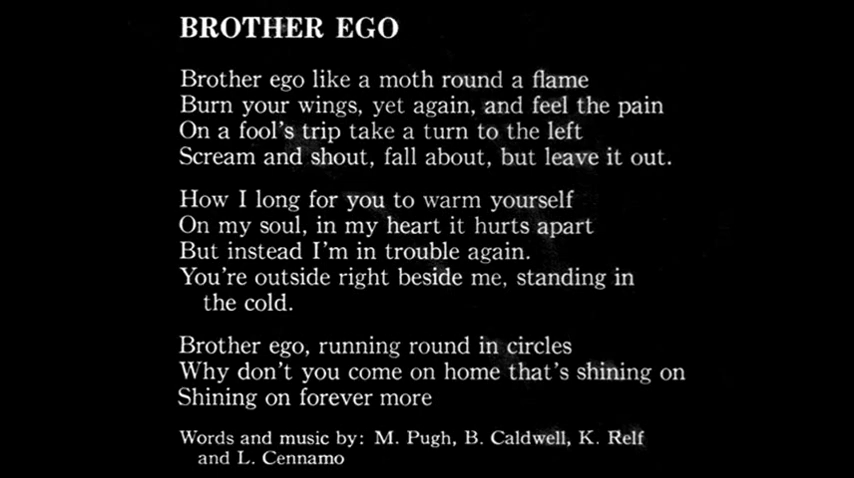 BROTHER EGO
Brother ego like a moth round a flame
Burn your wings, yet again, and feel the pain
On a fool's trip take a turn to the left
Scream and shout, fall about, but leave it out.
How I long for you to warm yourself
On my soul, in my heart it hurts apart
But instead I'm in trouble again.
You're outside right beside me, standing in
the cold.
Brother ego, running round in circles
Why don't you come on home that's shining on
Shining on forever more
Words and music by: M. Pugh, B. Caldwell, K. Relf
and L. Cennamo